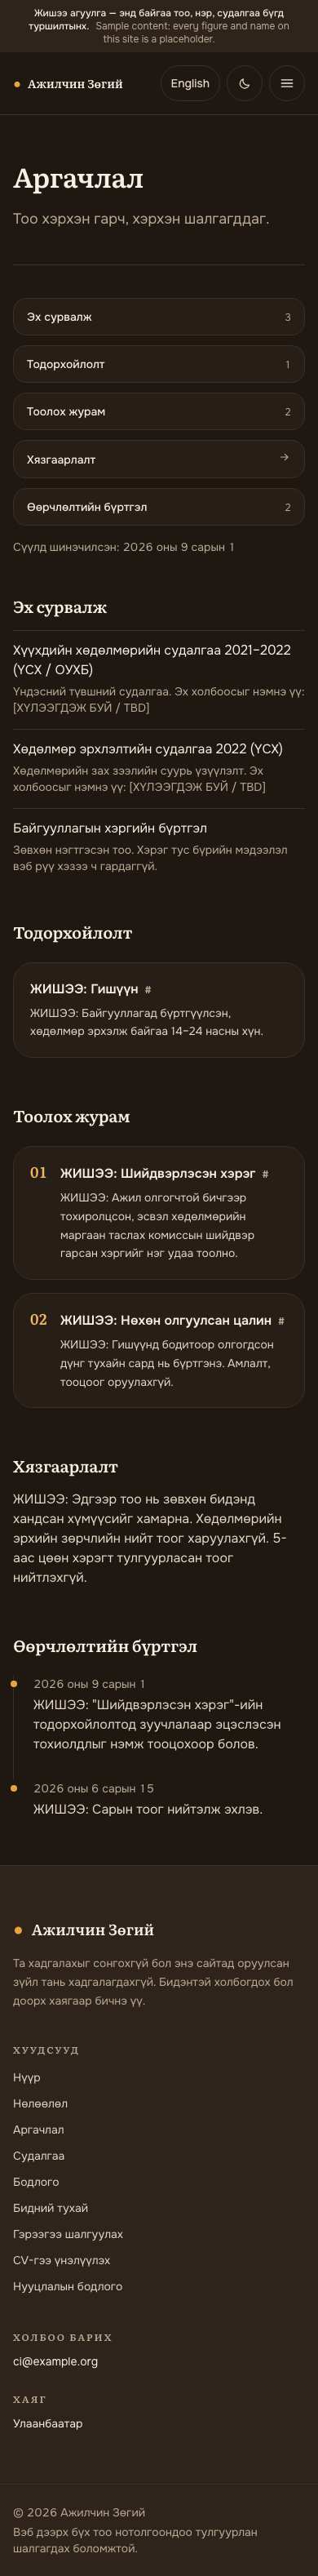 Жишээ агуулга — энд байгаа тоо, нэр, судалгаа бүгд
туршилтынх. Sample content: every figure and name on
this site is a placeholder.
Ажилчин Зөгий
English
Аргачлал
Тоо хэрхэн гарч, хэрхэн шалгагддаг.
Эх сурвалж 3
Тодорхойлолт 1
Тоолох журам 2
Хязгаарлалт →
Өөрчлөлтийн бүртгэл 2
Сүүлд шинэчилсэн: 2026 оны 9 сарын 1
Эх сурвалж
Хүүхдийн хөдөлмөрийн судалгаа 2021–2022
(ҮСХ / ОУХБ)
Үндэсний түвшний судалгаа. Эх холбоосыг нэмнэ үү:
[ХҮЛЭЭГДЭЖ БУЙ / TBD]
Хөдөлмөр эрхлэлтийн судалгаа 2022 (ҮСХ)
Хөдөлмөрийн зах зээлийн суурь үзүүлэлт. Эх
холбоосыг нэмнэ үү: [ХҮЛЭЭГДЭЖ БУЙ / TBD]
Байгууллагын хэргийн бүртгэл
Зөвхөн нэгтгэсэн тоо. Хэрэг тус бүрийн мэдээлэл
вэб рүү хэзээ ч гардаггүй.
Тодорхойлолт
ЖИШЭЭ: Гишүүн #
ЖИШЭЭ: Байгууллагад бүртгүүлсэн,
хөдөлмөр эрхэлж байгаа 14–24 насны хүн.
Тоолох журам
01 ЖИШЭЭ: Шийдвэрлэсэн хэрэг #
ЖИШЭЭ: Ажил олгогчтой бичгээр
тохиролцсон, эсвэл хөдөлмөрийн
маргаан таслах комиссын шийдвэр
гарсан хэргийг нэг удаа тоолно.
02 ЖИШЭЭ: Нөхөн олгуулсан цалин #
ЖИШЭЭ: Гишүүнд бодитоор олгогдсон
дүнг тухайн сард нь бүртгэнэ. Амлалт,
тооцоог оруулахгүй.
Хязгаарлалт
ЖИШЭЭ: Эдгээр тоо нь зөвхөн бидэнд
хандсан хүмүүсийг хамарна. Хөдөлмөрийн
эрхийн зөрчлийн нийт тоог харуулахгүй. 5-
аас цөөн хэрэгт тулгуурласан тоог
нийтлэхгүй.
Өөрчлөлтийн бүртгэл
2026 оны 9 сарын 1
ЖИШЭЭ: "Шийдвэрлэсэн хэрэг"-ийн
тодорхойлолтод зуучлалаар эцэслэсэн
тохиолдлыг нэмж тооцохоор болов.
2026 оны 6 сарын 15
ЖИШЭЭ: Сарын тоог нийтэлж эхлэв.
Ажилчин Зөгий
Та хадгалахыг сонгохгүй бол энэ сайтад оруулсан
зүйл тань хадгалагдахгүй. Бидэнтэй холбогдох бол
доорх хаягаар бичнэ үү.
ХУУДСУУД
Нүүр
Нөлөөлөл
Аргачлал
Судалгаа
Бодлого
Бидний тухай
Гэрээгээ шалгуулах
CV-гээ үнэлүүлэх
Нууцлалын бодлого
ХОЛБОО БАРИХ
ci@example.org
ХАЯГ
Улаанбаатар
© 2026 Ажилчин Зөгий
Вэб дээрх бүх тоо нотолгоондоо тулгуурлан
шалгагдах боломжтой.